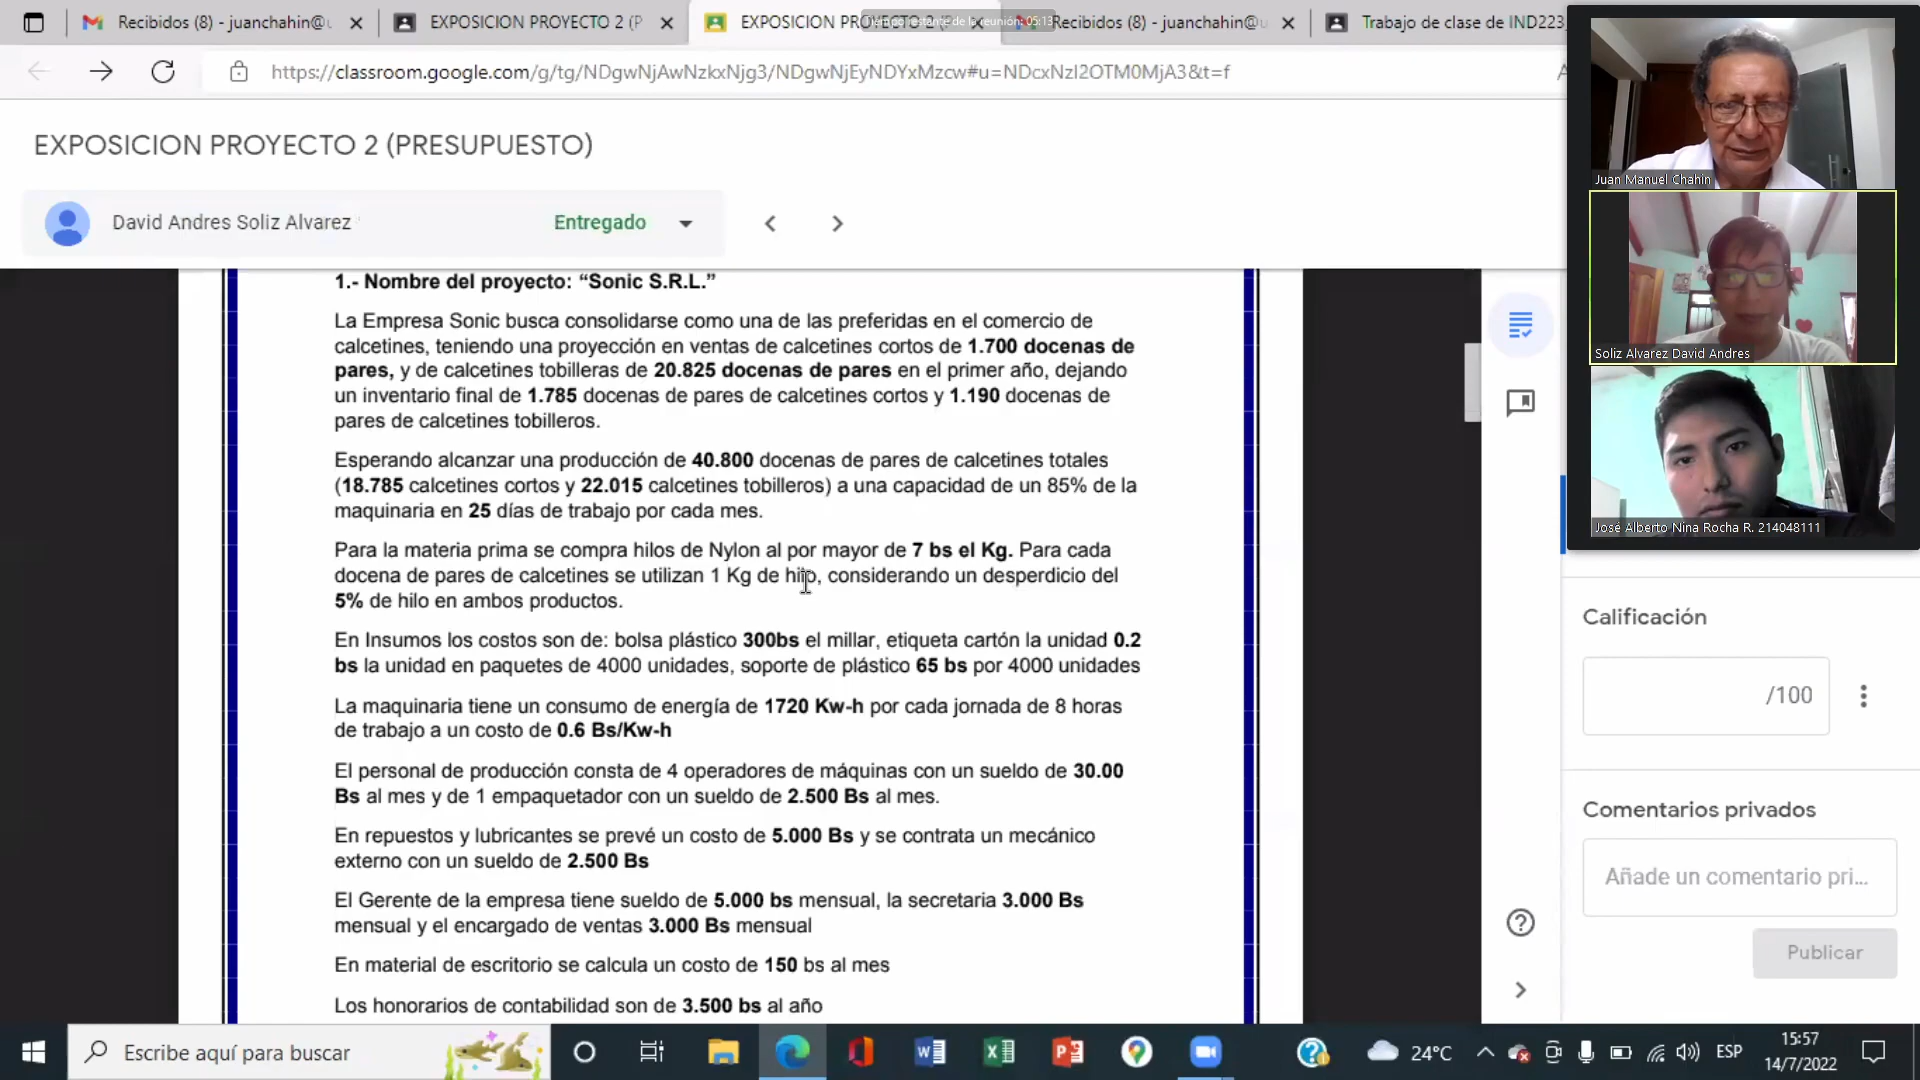 Recibidos (8) - juanchahin@u
EXPOSICION PROYECTO 2 (P
EXPOSICION PROYECTO 2 (P
Tiempo restante de la reunión: 05:13
Recibidos (8) - juanchahin@u
Trabajo de clase de IND223
https://classroom.google.com/g/tg/NDgwNjAwNzkxNjg3/NDgwNjEyNDYxMzcw#u=NDcxNzI2OTM0MjA3&t=f
EXPOSICION PROYECTO 2 (PRESUPUESTO)
David Andres Soliz Alvarez
Entregado
1.- Nombre del proyecto: “Sonic S.R.L.”
La Empresa Sonic busca consolidarse como una de las preferidas en el comercio de
calcetines, teniendo una proyección en ventas de calcetines cortos de 1.700 docenas de
pares, y de calcetines tobilleras de 20.825 docenas de pares en el primer año, dejando
un inventario final de 1.785 docenas de pares de calcetines cortos y 1.190 docenas de
pares de calcetines tobilleros.
Esperando alcanzar una producción de 40.800 docenas de pares de calcetines totales
(18.785 calcetines cortos y 22.015 calcetines tobilleros) a una capacidad de un 85% de la
maquinaria en 25 días de trabajo por cada mes.
Para la materia prima se compra hilos de Nylon al por mayor de 7 bs el Kg. Para cada
docena de pares de calcetines se utilizan 1 Kg de hilo, considerando un desperdicio del
5% de hilo en ambos productos.
En Insumos los costos son de: bolsa plástico 300bs el millar, etiqueta cartón la unidad 0.2
bs la unidad en paquetes de 4000 unidades, soporte de plástico 65 bs por 4000 unidades
La maquinaria tiene un consumo de energía de 1720 Kw-h por cada jornada de 8 horas
de trabajo a un costo de 0.6 Bs/Kw-h
El personal de producción consta de 4 operadores de máquinas con un sueldo de 30.00
Bs al mes y de 1 empaquetador con un sueldo de 2.500 Bs al mes.
En repuestos y lubricantes se prevé un costo de 5.000 Bs y se contrata un mecánico
externo con un sueldo de 2.500 Bs
El Gerente de la empresa tiene sueldo de 5.000 bs mensual, la secretaria 3.000 Bs
mensual y el encargado de ventas 3.000 Bs mensual
En material de escritorio se calcula un costo de 150 bs al mes
Los honorarios de contabilidad son de 3.500 bs al año
Juan Manuel Chahin
Soliz Alvarez David Andres
José Alberto Nina Rocha R. 214048111
Calificación
/100
Comentarios privados
Añade un comentario pri...
Publicar
Escribe aquí para buscar
24°C
ESP
15:57
14/7/2022